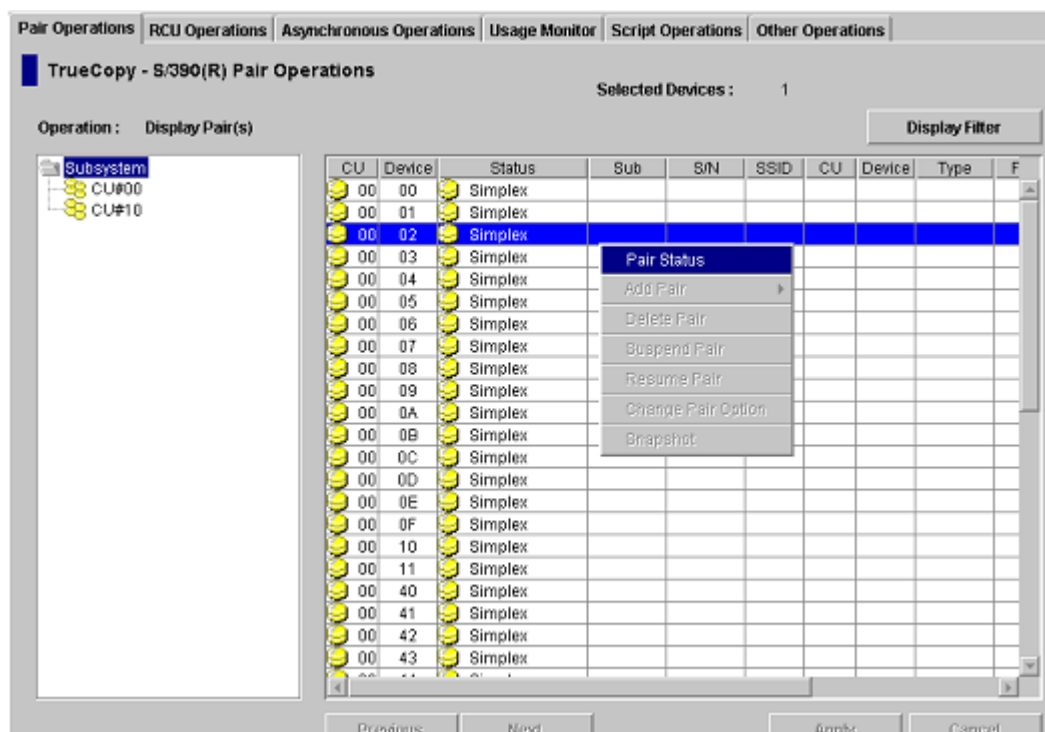 Pair Operations RCU Operations Asynchronous Operations Usage Monitor Script Operations Other Operations
TrueCopy - S/390(R) Pair Operations
Selected Devices : 1
Operation : Display Pair(s)
Display Filter
Subsystem
CU#00
CU#10
CU Device Status Sub S/N SSID CU Device Type F
00 00 Simplex
00 01 Simplex
00 02 Simplex
00 03 Simplex
00 04 Simplex
00 05 Simplex
00 06 Simplex
00 07 Simplex
00 08 Simplex
00 09 Simplex
00 0A Simplex
00 0B Simplex
00 0C Simplex
00 0D Simplex
00 0E Simplex
00 0F Simplex
00 10 Simplex
00 11 Simplex
00 40 Simplex
00 41 Simplex
00 42 Simplex
00 43 Simplex
Pair Status
Add Pair
Delete Pair
Suspend Pair
Resume Pair
Change Pair Option
Snapshot
Previous Next Apply Cancel